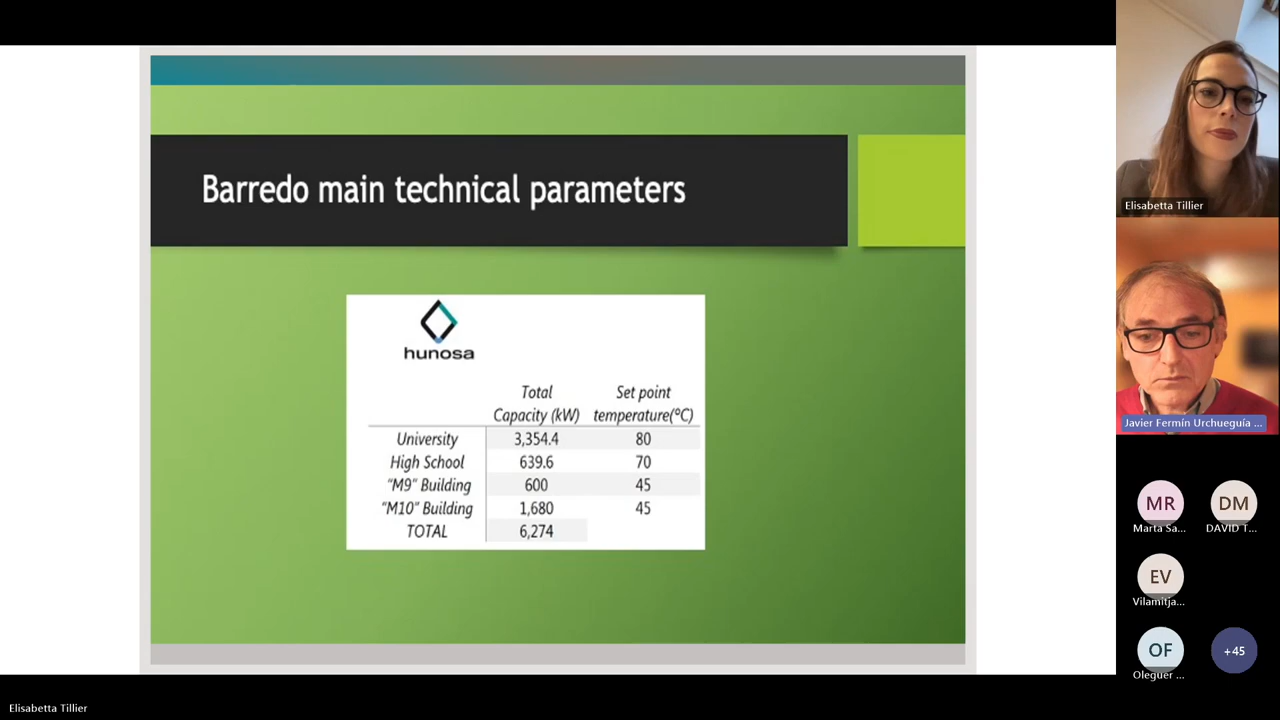 Barredo main technical parameters
hunosa
Total Capacity (kW) Set point temperature(ºC)
University 3,354.4 80
High School 639.6 70
"M9" Building 600 45
"M10" Building 1,680 45
TOTAL 6,274
Elisabetta Tillier
Javier Fermín Urchueguía ...
MR DM
Marta Sa... DAVID T...
EV
Vilamitja...
OF +45
Oleguer ...
Elisabetta Tillier